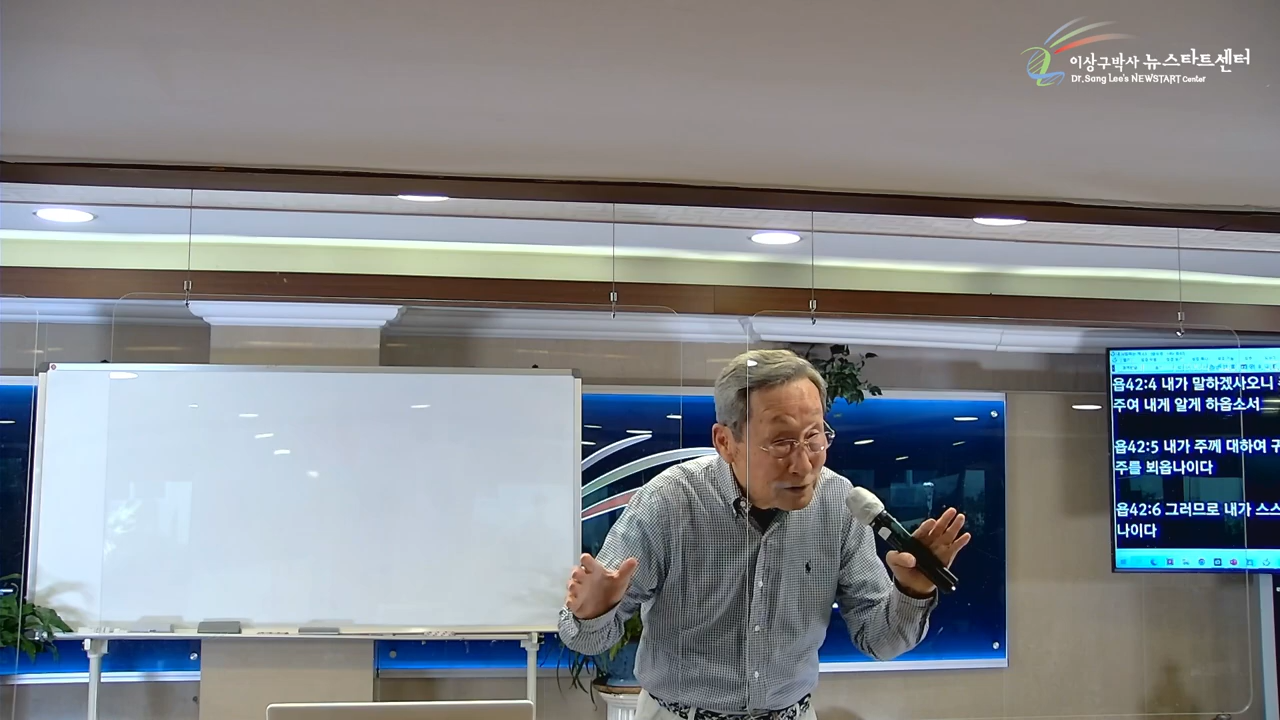 이상구박사 뉴스타트센터
Dr. Sang Lee's NEWSTART Center
욥42:4 내가 말하겠사오니
주여 내게 알게 하옵소서
욥42:5 내가 주께 대하여 구
주를 뵈옵나이다
욥42:6 그러므로 내가 스스
나이다